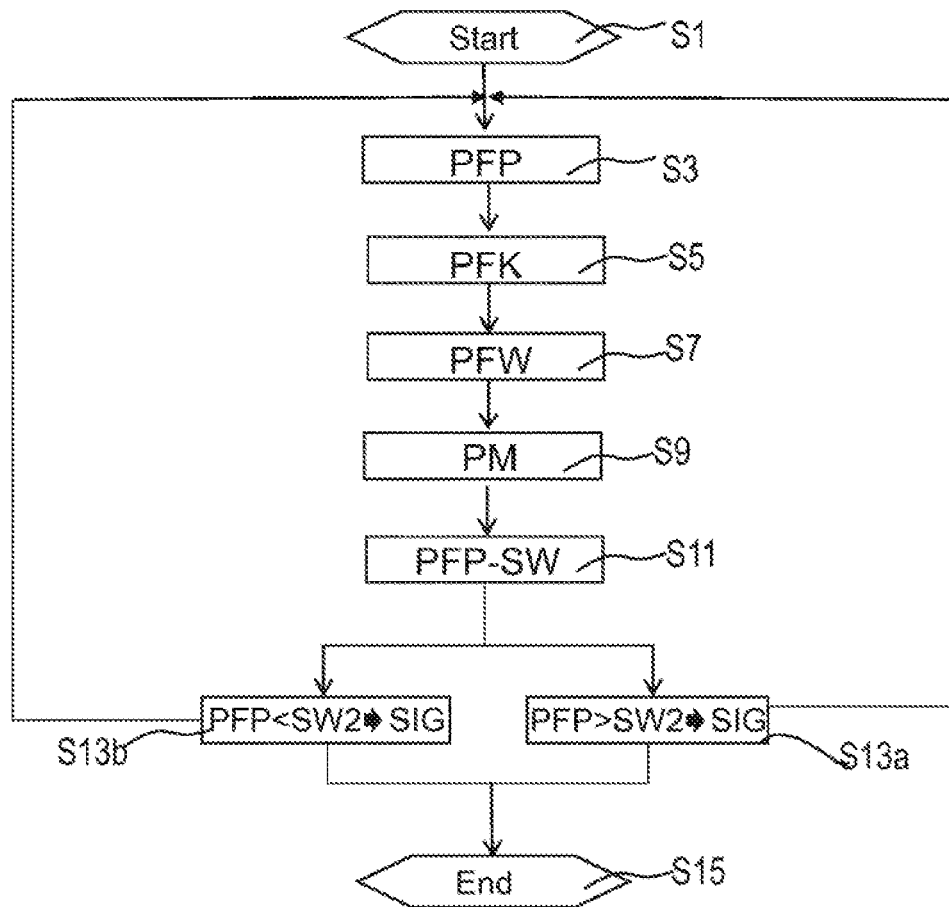 Start S1
PFP S3
PFK S5
PFW S7
PM S9
PFP-SW S11
PFP<SW2➧SIG PFP>SW2➧SIG
S13b S13a
End S15